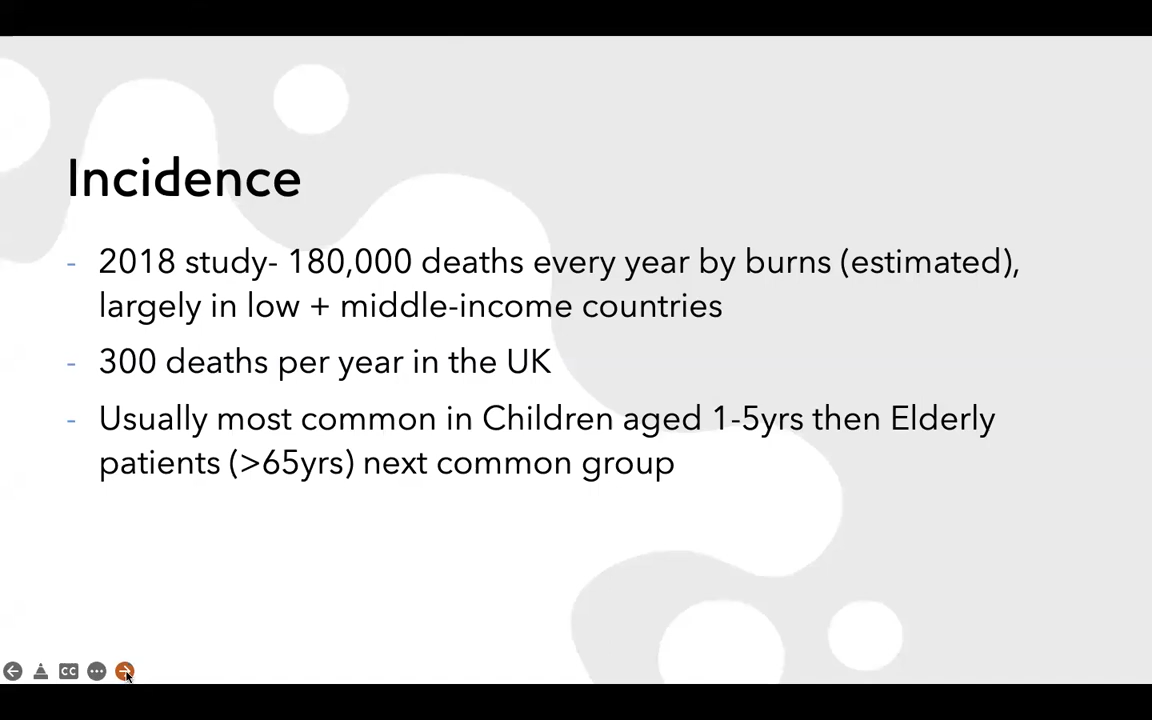 Incidence
- 2018 study- 180,000 deaths every year by burns (estimated),
largely in low + middle-income countries
- 300 deaths per year in the UK
- Usually most common in Children aged 1-5yrs then Elderly
patients (>65yrs) next common group
CC